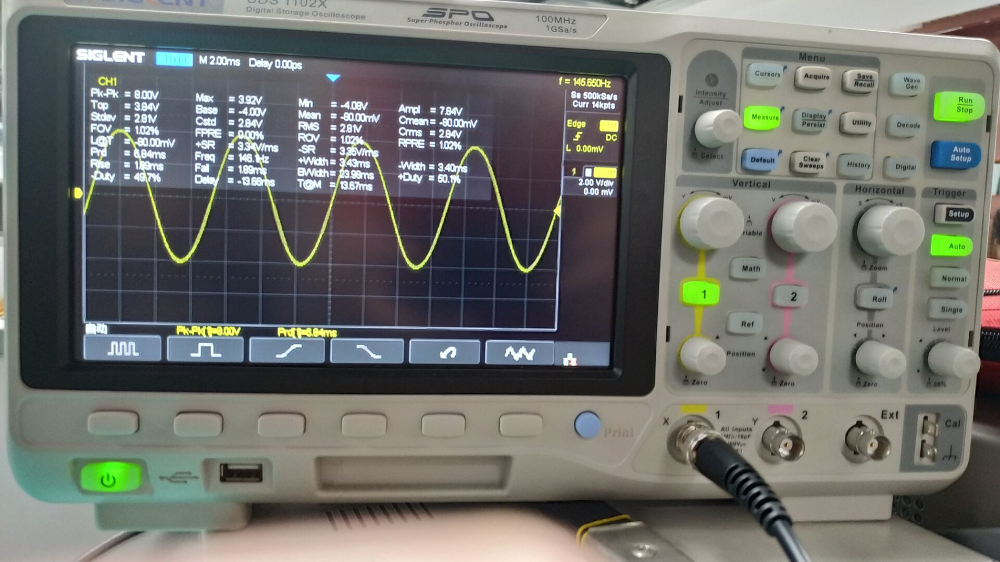 SIGLENT
SDS 1102X
Digital Storage Oscilloscope
SPO
Super Phosphor Oscilloscope
100MHz
1GSa/s
SIGLENT M 2.00ms Delay 0.00ps
f = 145.650Hz
Sa 500kSa/s
Curr 14kpts
Edge
DC
L 0.00mV
1
2.00 V/div
0.00 mV
CH1
Pk-Pk = 8.00V Max = 3.92V Min = -4.08V Ampl = 7.84V
Top = 3.84V Base = -4.00V Mean = -80.00mV Cmean = -80.00mV
Stdev = 2.81V Cstd = 2.84V RMS = 2.81V Crms = 2.84V
FOV = 1.02% FPRE = 0.00% ROV = 1.02% RPRE = 1.02%
L@T = -80.00mV +SR = 3.34V/ms -SR = 3.35V/ms
Prd = 6.84ms Freq = 146.1Hz +Width = 3.43ms -Width = 3.40ms
Rise = 1.89ms Fall = 1.89ms BWidth = 23.98ms +Duty = 50.1%
-Duty = 49.7% Delay = -13.66ms T@M = 13.67ms
自动 Pk-Pk[1]=8.00V Prd[1]=6.84ms
Menu
Intensity
Adjust
Select
Cursors
Acquire
Save
Recall
Wave
Gen
Run
Stop
Measure
Display
Persist
Utility
Decode
Default
Clear
Sweeps
History
Digital
Auto
Setup
Vertical
Horizontal
Trigger
V mV
V mV
S nS
Setup
Auto
Normal
Single
Level
50%
Math
1
2
Ref
Position
Zero
Zero
Zoom
Roll
Position
Zero
Print
X
1
All Inputs
Y
2
Ext
Cal